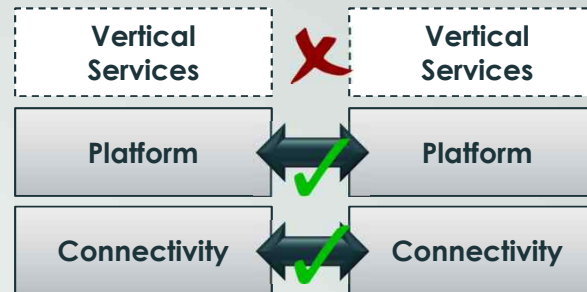 Vertical
Services
Vertical
Services
Platform
Platform
Connectivity
Connectivity